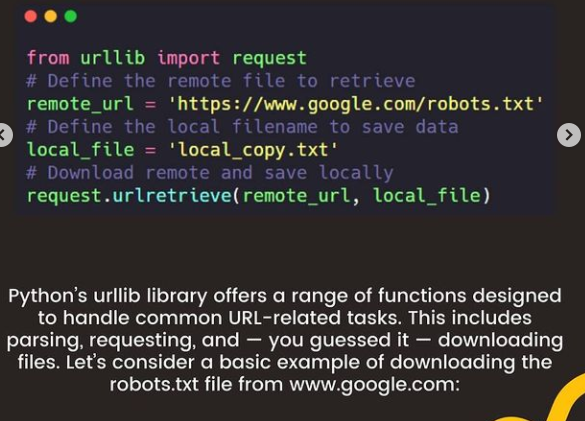 from urllib import request
# Define the remote file to retrieve
remote_url = 'https://www.google.com/robots.txt'
# Define the local filename to save data
local_file = 'local_copy.txt'
# Download remote and save locally
request.urlretrieve(remote_url, local_file)
Python's urllib library offers a range of functions designed
to handle common URL-related tasks. This includes
parsing, requesting, and — you guessed it — downloading
files. Let's consider a basic example of downloading the
robots.txt file from www.google.com: